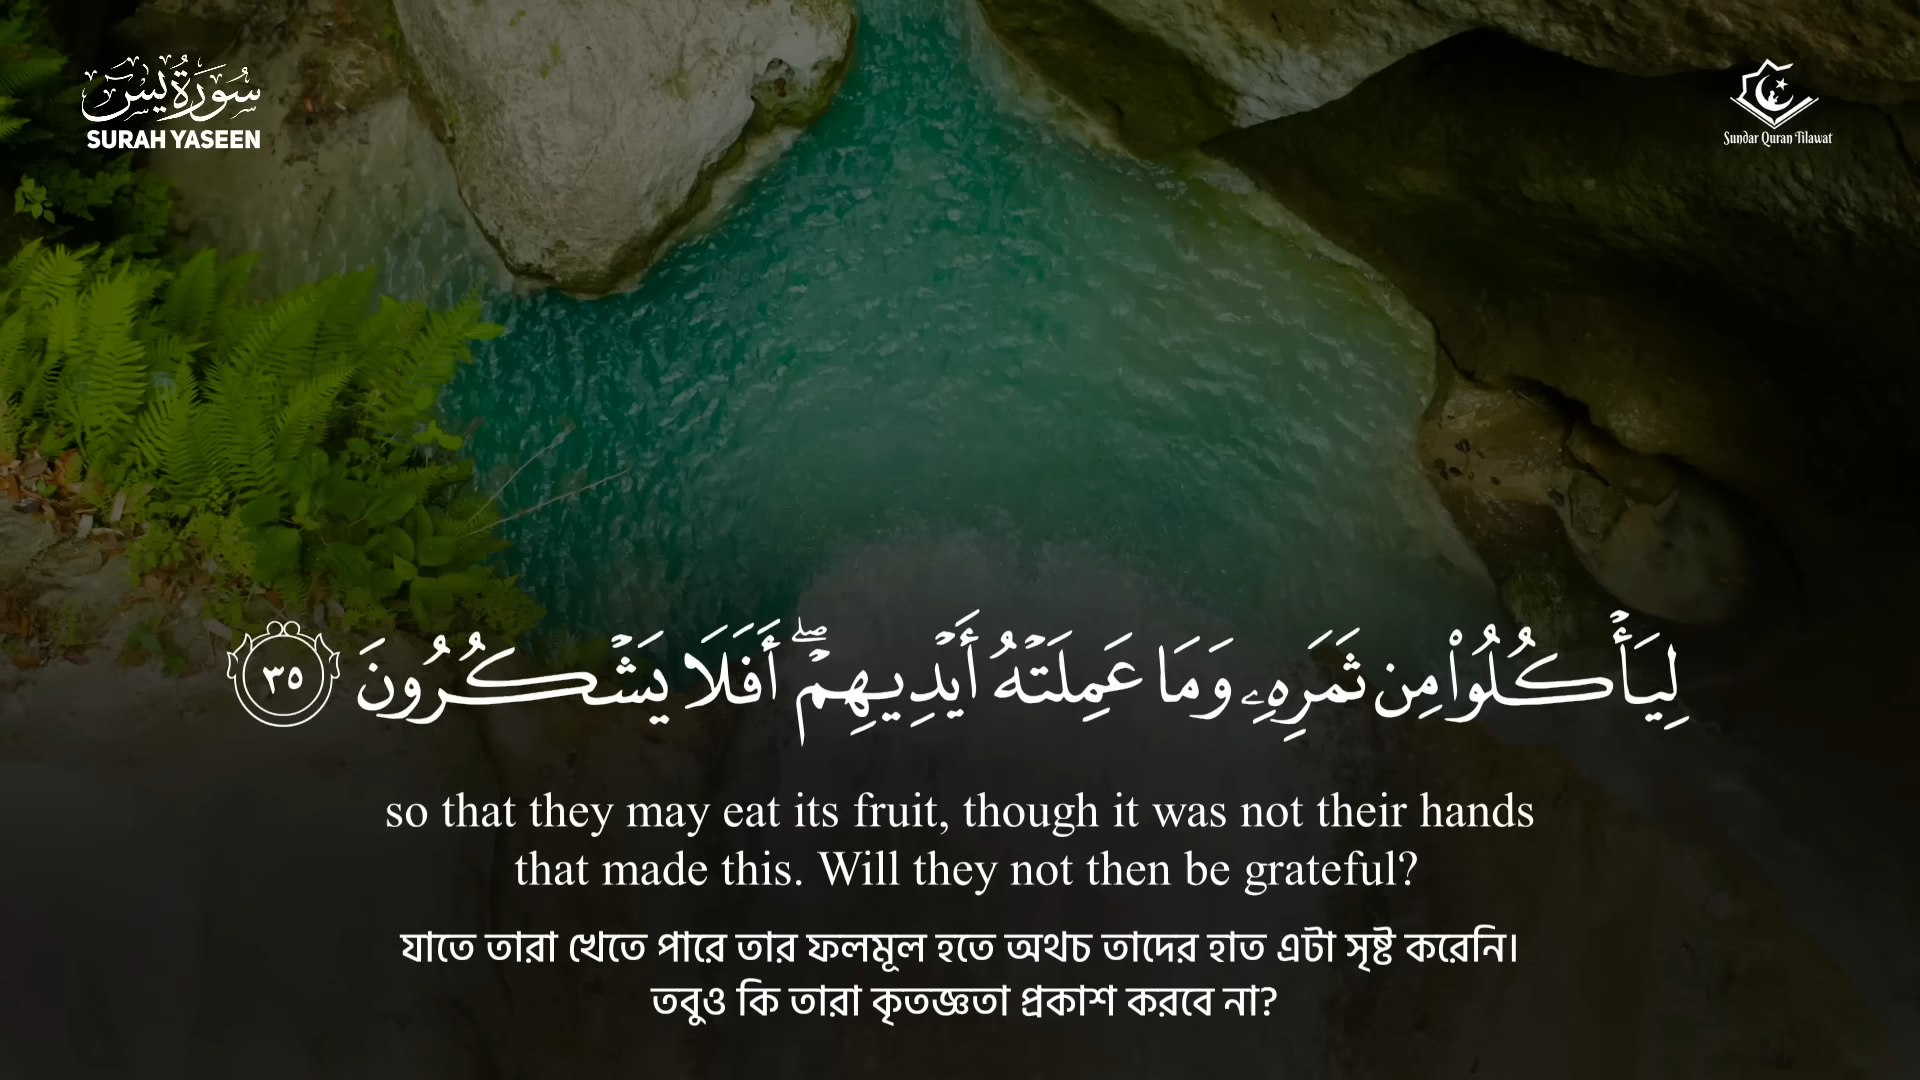 سُورَةُ يسٓ
SURAH YASEEN
Sundar Quran Tilawat
لِيَأْكُلُوا۟ مِن ثَمَرِهِۦ وَمَا عَمِلَتْهُ أَيْدِيهِمْ ۖ أَفَلَا يَشْكُرُونَ ٣٥
so that they may eat its fruit, though it was not their hands
that made this. Will they not then be grateful?
যাতে তারা খেতে পারে তার ফলমূল হতে অথচ তাদের হাত এটা সৃষ্ট করেনি।
তবুও কি তারা কৃতজ্ঞতা প্রকাশ করবে না?